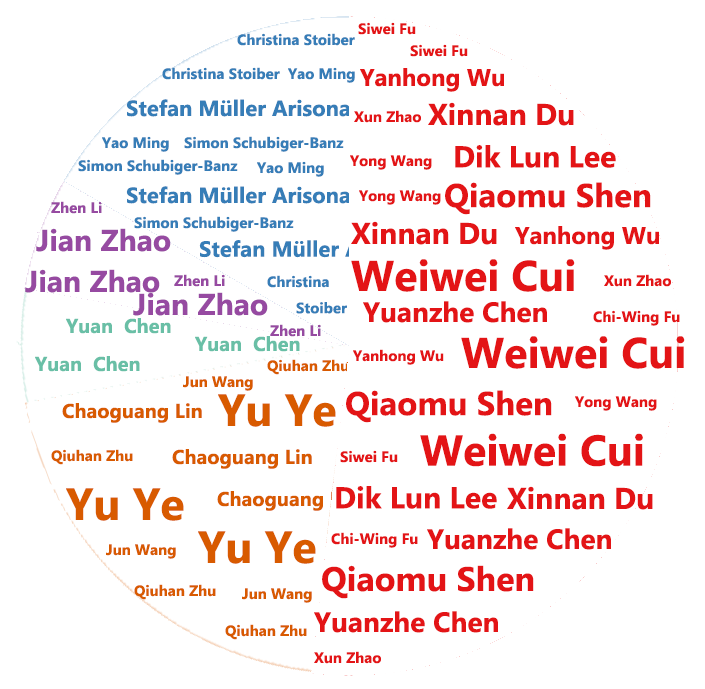 Siwei Fu
Christina Stoiber
Siwei Fu
Christina Stoiber Yao Ming Yanhong Wu
Stefan Müller Arisona Xun Zhao Xinnan Du
Yao Ming Simon Schubiger-Banz
Dik Lun Lee
Simon Schubiger-Banz Yao Ming Yong Wang
Stefan Müller Arisona Yong Wang Qiaomu Shen
Zhen Li
Simon Schubiger-Banz
Jian Zhao Xinnan Du Yanhong Wu
Stefan Müller
Jian Zhao Zhen Li Christina Weiwei Cui Xun Zhao
Jian Zhao Stoiber Yuanzhe Chen Chi-Wing Fu
Yuan Chen Zhen Li
Yuan Chen
Yanhong Wu Weiwei Cui
Yuan Chen Qiuhan Zhu
Jun Wang
Chaoguang Lin Yu Ye Qiaomu Shen Yong Wang
Qiuhan Zhu Chaoguang Lin Siwei Fu Weiwei Cui
Yu Ye Chaoguang Dik Lun Lee Xinnan Du
Jun Wang Yu Ye Chi-Wing Fu Yuanzhe Chen
Qiuhan Zhu Jun Wang Qiaomu Shen
Qiuhan Zhu Yuanzhe Chen
Xun Zhao